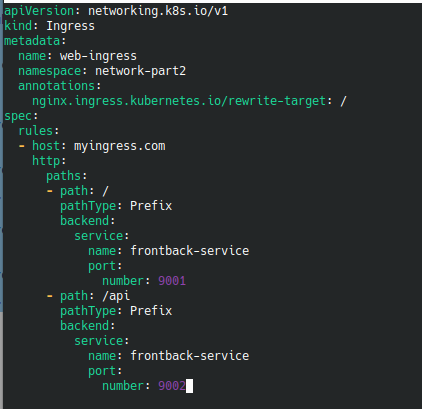 apiVersion: networking.k8s.io/v1
kind: Ingress
metadata:
  name: web-ingress
  namespace: network-part2
  annotations:
    nginx.ingress.kubernetes.io/rewrite-target: /
spec:
  rules:
  - host: myingress.com
    http:
      paths:
      - path: /
        pathType: Prefix
        backend:
          service:
            name: frontback-service
            port:
              number: 9001
      - path: /api
        pathType: Prefix
        backend:
          service:
            name: frontback-service
            port:
              number: 9002